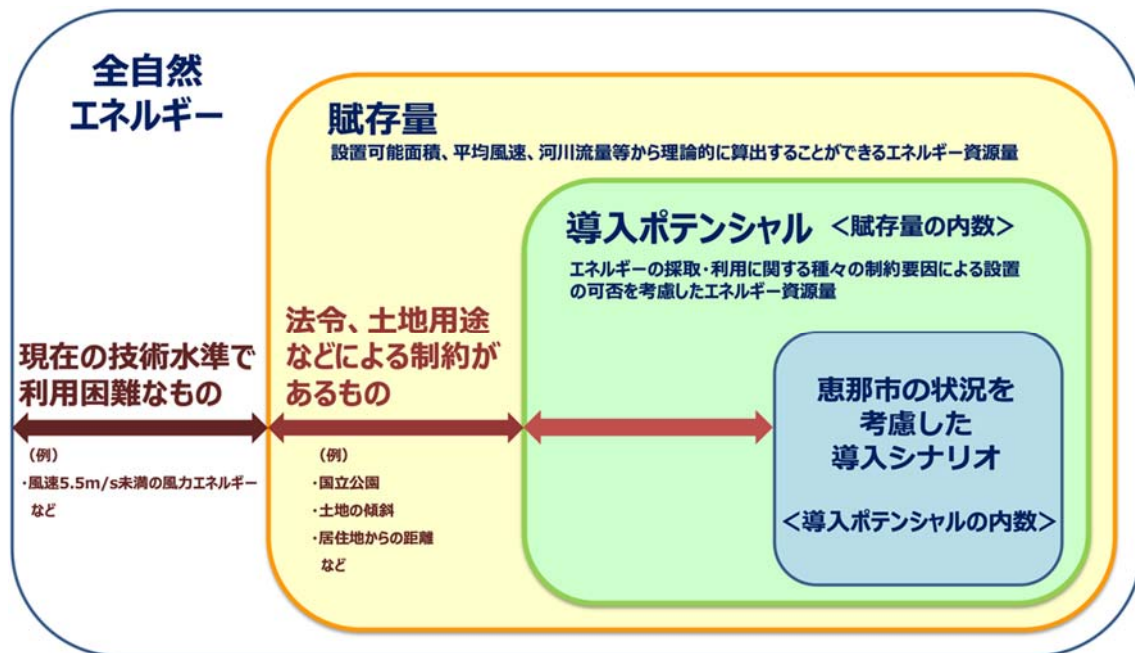 全自然
エネルギー
賦存量
設置可能面積、平均風速、河川流量等から理論的に算出することができるエネルギー資源量
導入ポテンシャル <賦存量の内数>
エネルギーの採取・利用に関する種々の制約要因による設置
の可否を考慮したエネルギー資源量
現在の技術水準で
利用困難なもの
(例)
・風速5.5m/s未満の風力エネルギー
など
法令、土地用途
などによる制約が
あるもの
(例)
・国立公園
・土地の傾斜
・居住地からの距離
など
恵那市の状況を
考慮した
導入シナリオ
<導入ポテンシャルの内数>